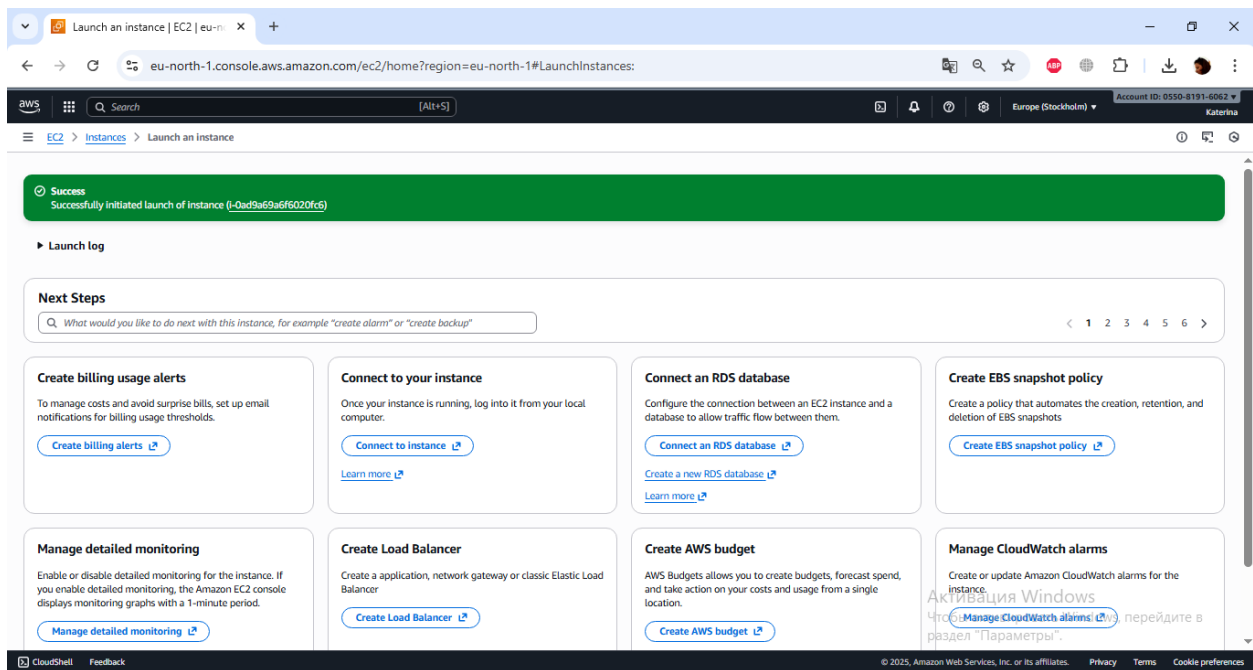 Launch an instance | EC2 | eu-no
eu-north-1.console.aws.amazon.com/ec2/home?region=eu-north-1#LaunchInstances:
ABP
aws
Search
[Alt+S]
Europe (Stockholm)
Account ID: 0550-8191-6062
Katerina
EC2 > Instances > Launch an instance
Success
Successfully initiated launch of instance (i-0ad9a69a6f6020fc6)
Launch log
Next Steps
What would you like to do next with this instance, for example "create alarm" or "create backup"
1 2 3 4 5 6
Create billing usage alerts
To manage costs and avoid surprise bills, set up email
notifications for billing usage thresholds.
Create billing alerts
Connect to your instance
Once your instance is running, log into it from your local
computer.
Connect to instance
Learn more
Connect an RDS database
Configure the connection between an EC2 instance and a
database to allow traffic flow between them.
Connect an RDS database
Create a new RDS database
Learn more
Create EBS snapshot policy
Create a policy that automates the creation, retention, and
deletion of EBS snapshots
Create EBS snapshot policy
Manage detailed monitoring
Enable or disable detailed monitoring for the instance. If
you enable detailed monitoring, the Amazon EC2 console
displays monitoring graphs with a 1-minute period.
Manage detailed monitoring
Create Load Balancer
Create a application, network gateway or classic Elastic Load
Balancer
Create Load Balancer
Create AWS budget
AWS Budgets allows you to create budgets, forecast spend,
and take action on your costs and usage from a single
location.
Create AWS budget
Manage CloudWatch alarms
Create or update Amazon CloudWatch alarms for the
instance.
Manage CloudWatch alarms
Активация Windows
перейдите в
раздел "Параметры".
CloudShell
Feedback
© 2025, Amazon Web Services, Inc. or its affiliates.
Privacy
Terms
Cookie preferences